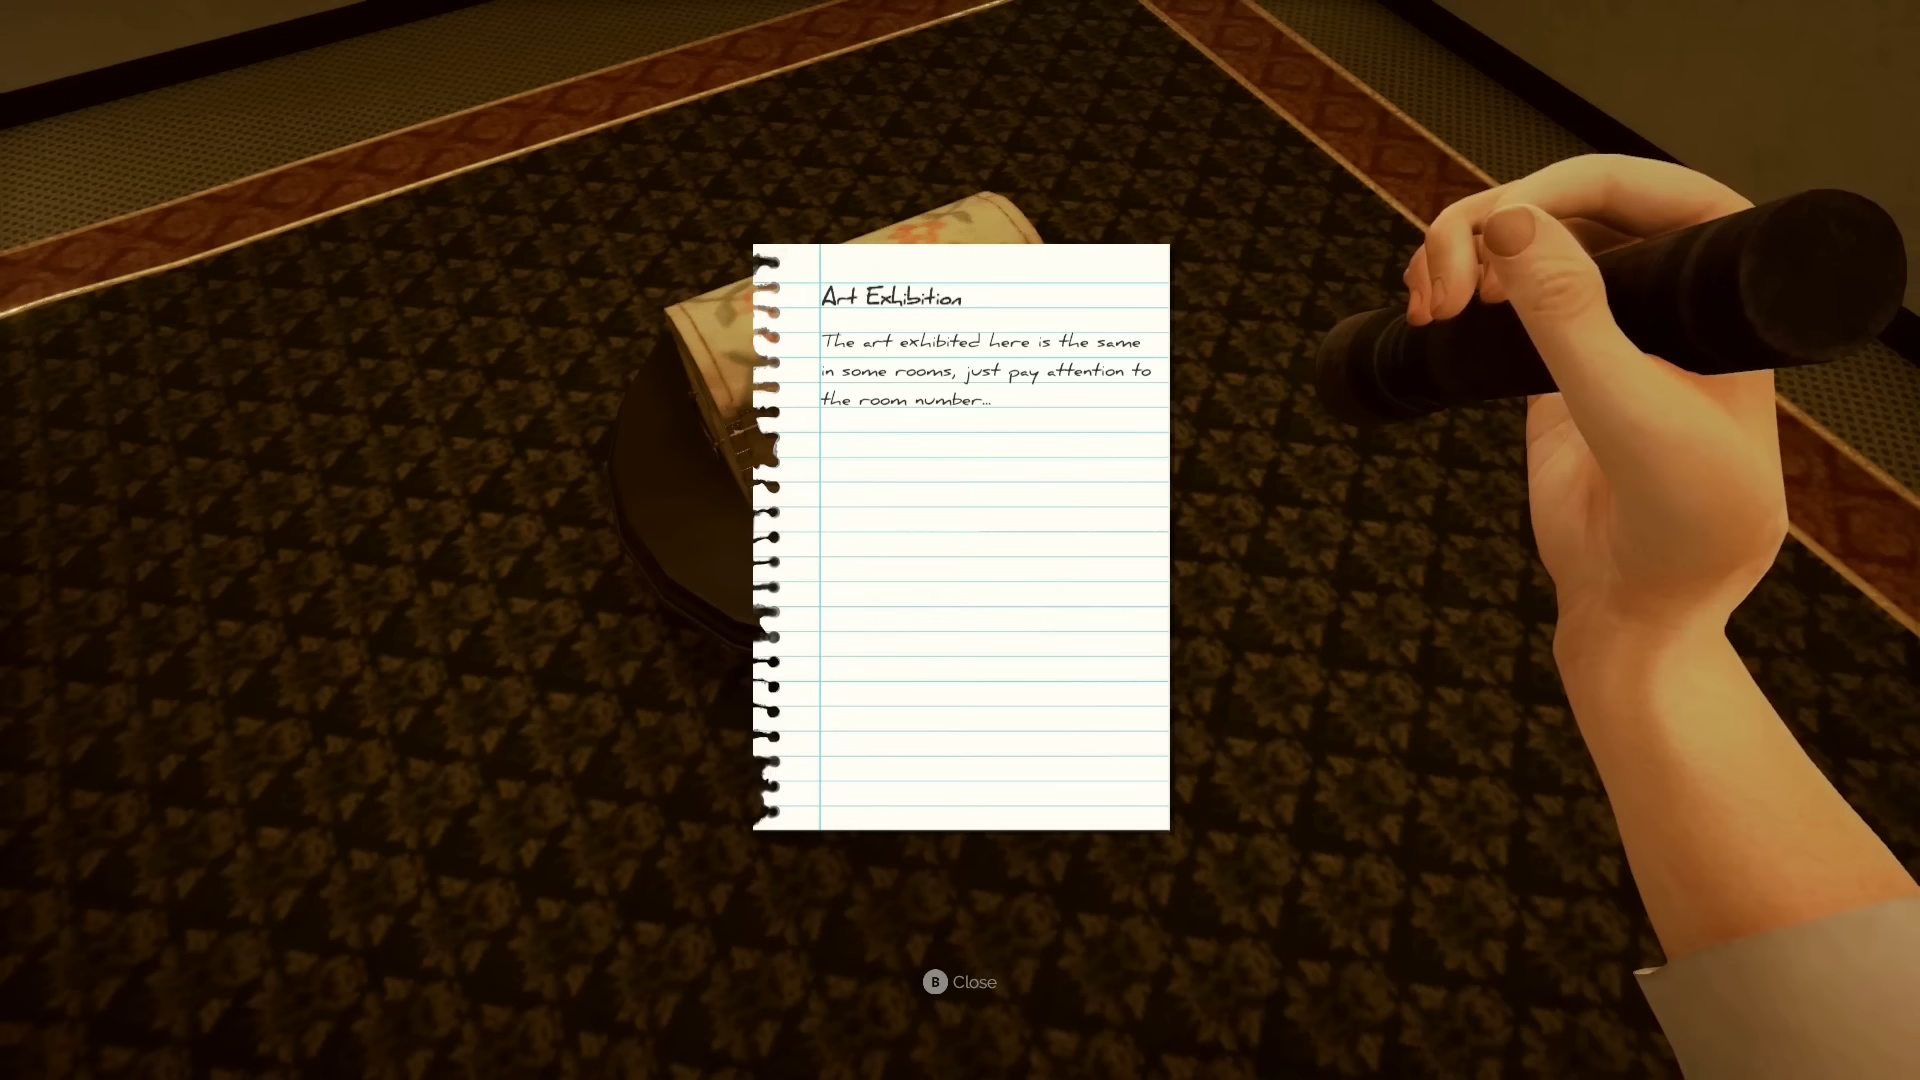 Art Exhibition
The art exhibited here is the same
in some rooms, just pay attention to
the room number...
B Close